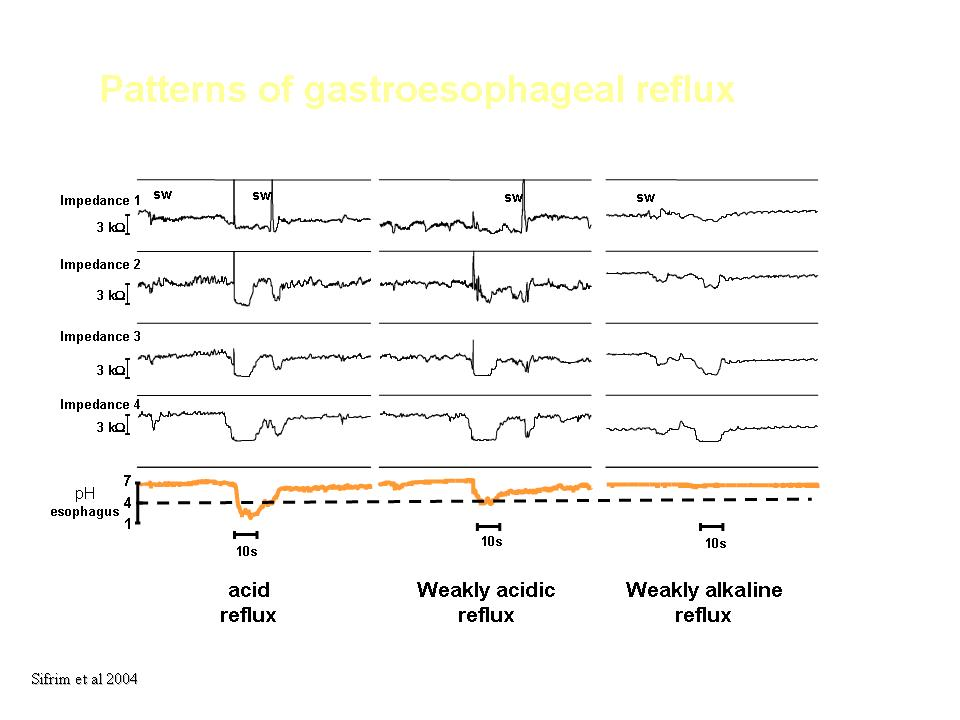 Patterns of gastroesophageal reflux
sw sw sw sw
Impedance 1
3 kΩ
Impedance 2
3 kΩ
Impedance 3
3 kΩ
Impedance 4
3 kΩ
7
pH
4
esophagus
1
10s 10s 10s
acid Weakly acidic Weakly alkaline
reflux reflux reflux
Sifrim et al 2004